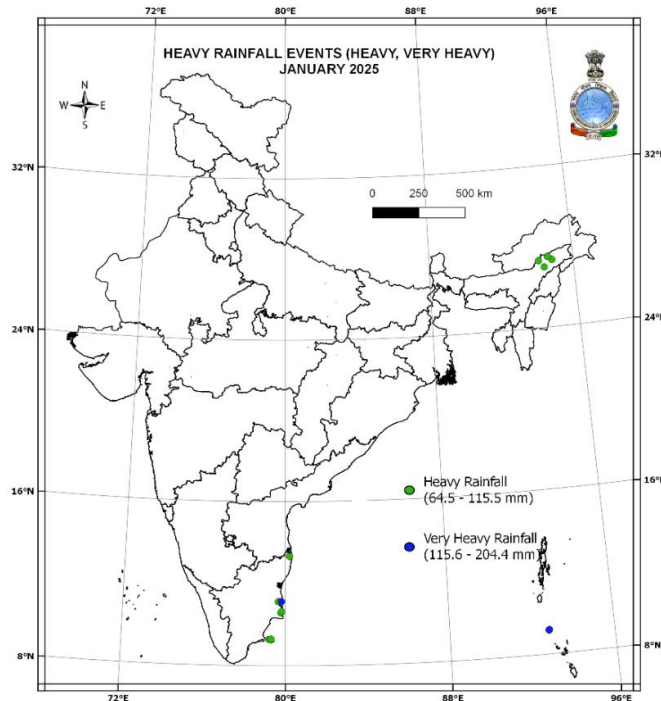 72°E 80°E 88°E 96°E
HEAVY RAINFALL EVENTS (HEAVY, VERY HEAVY)
JANUARY 2025
N
W E
S
32°N 32°N
0 250 500 km
24°N 24°N
Heavy Rainfall
(64.5 - 115.5 mm)
16°N 16°N
Very Heavy Rainfall
(115.6 - 204.4 mm)
8°N 8°N
72°E 80°E 88°E 96°E